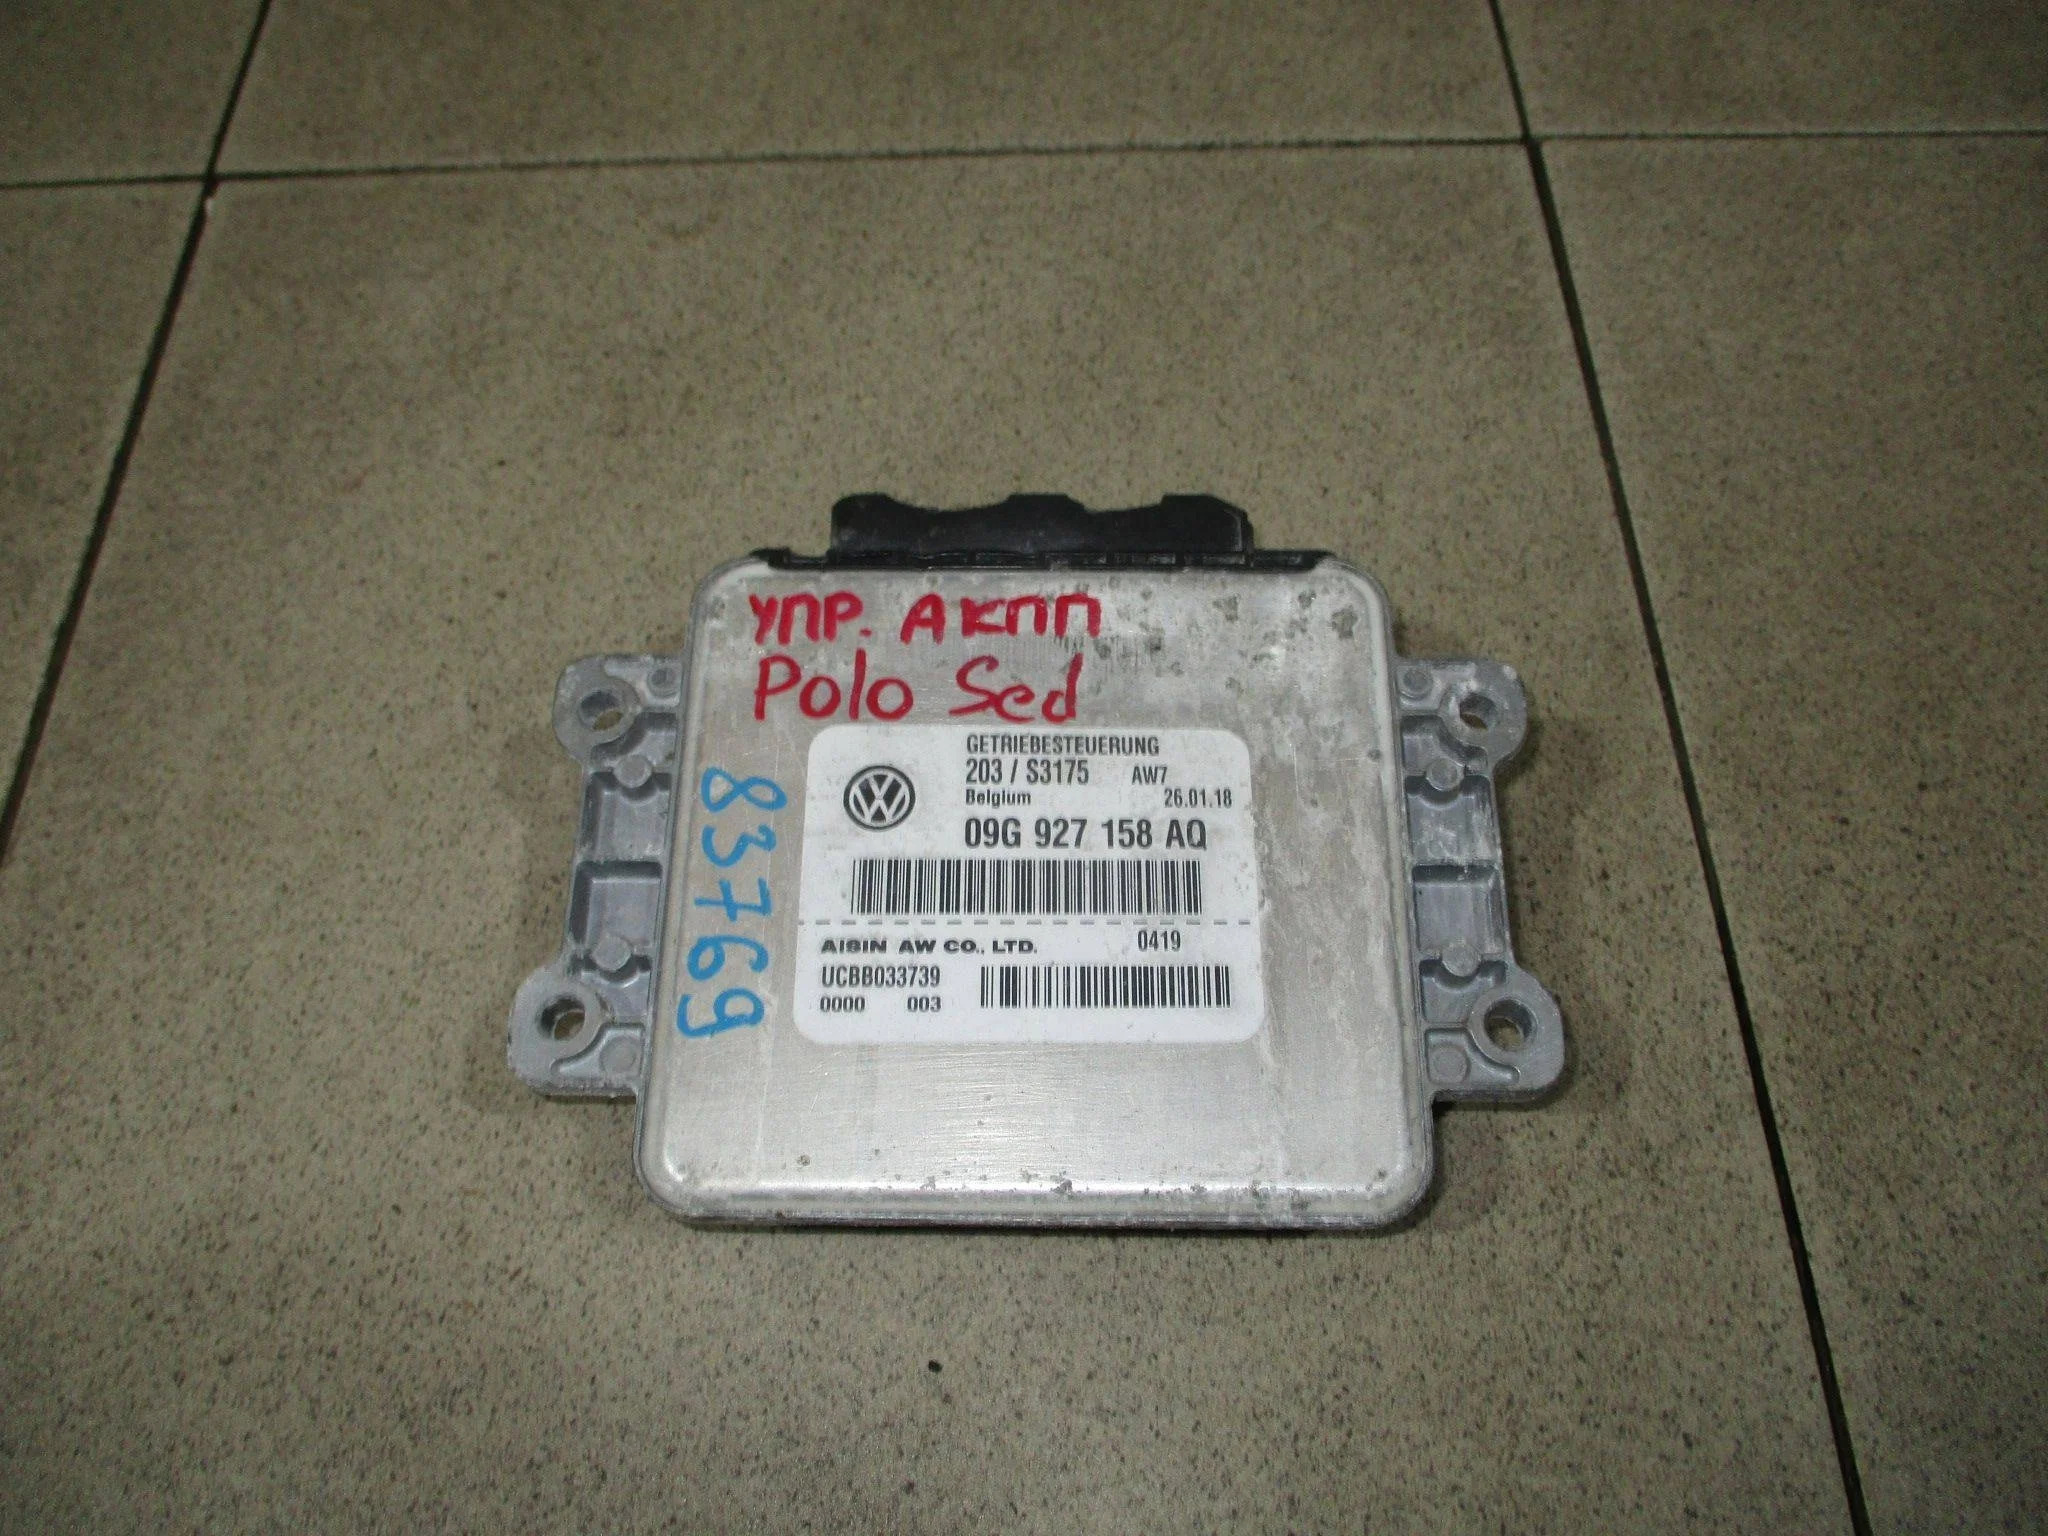 УПР. АКПП
Polo Sed
83769
GETRIEBESTEUERUNG
203 / S3175 AW7
Belgium 26.01.18
09G 927 158 AQ
AISIN AW CO., LTD. 0419
UCBB033739
0000 003